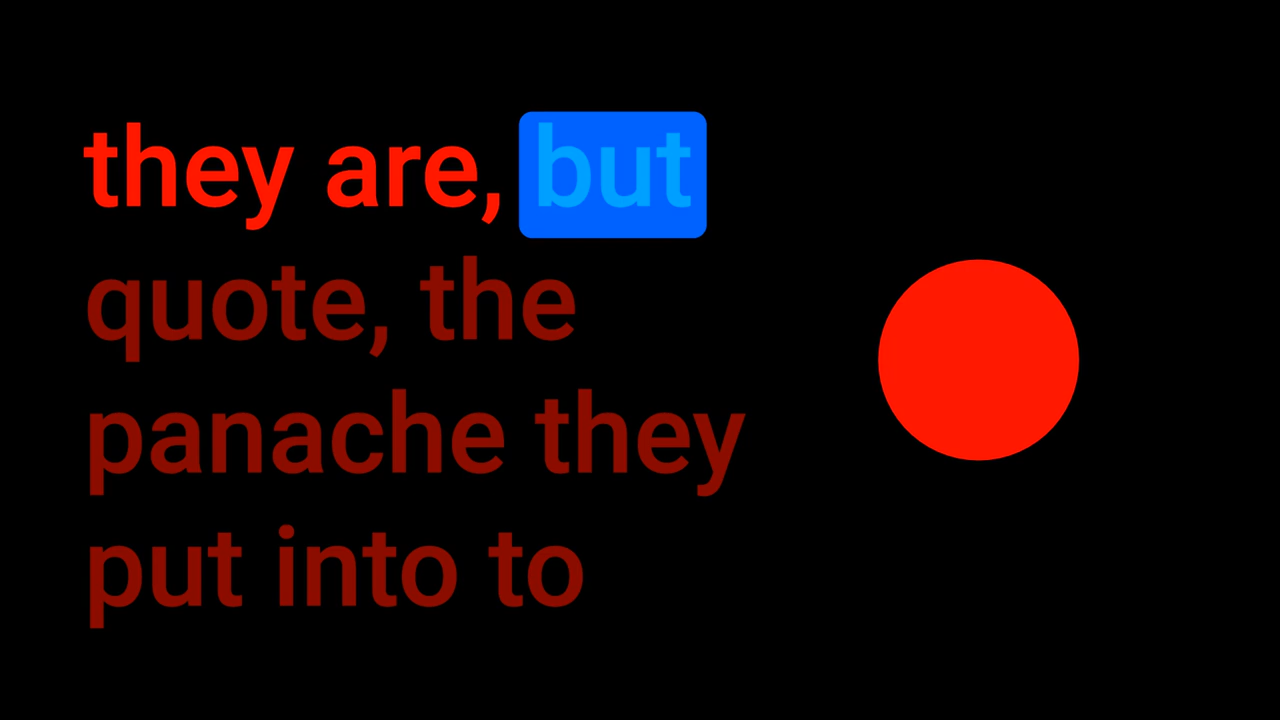 they are, but
quote, the
panache they
put into to